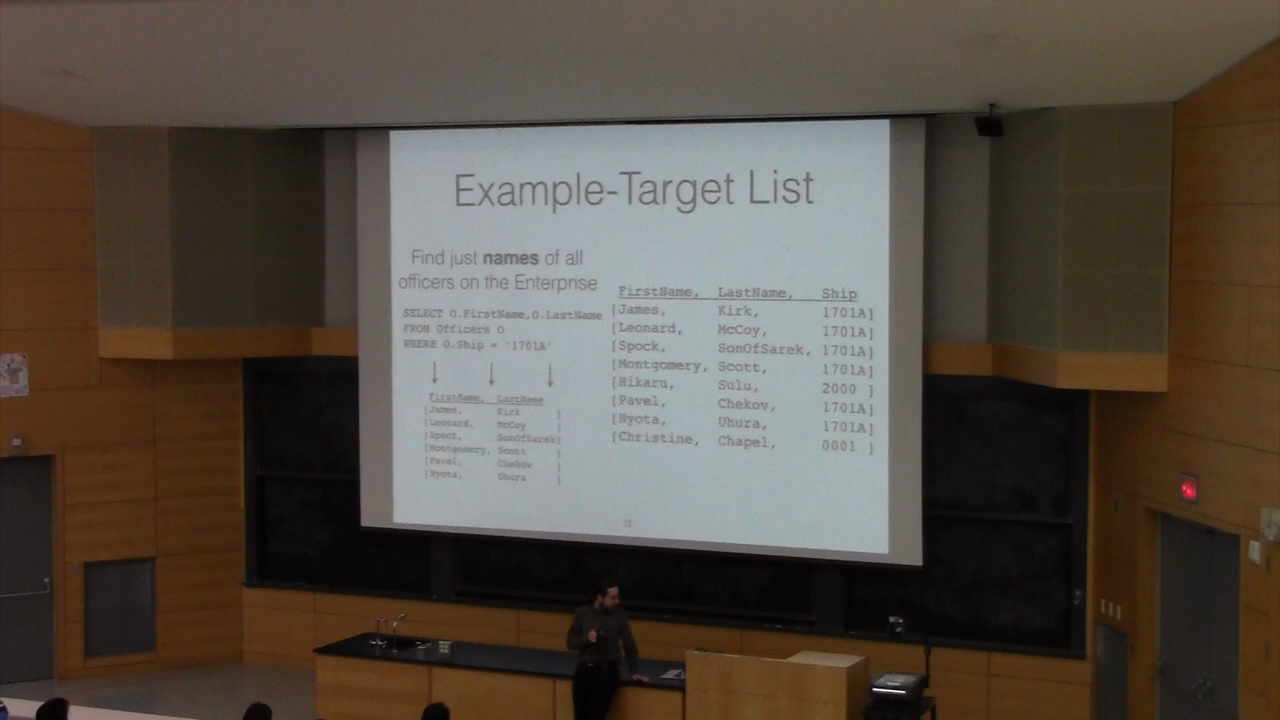 Example-Target List
Find just names of all
officers on the Enterprise
SELECT O.FirstName,O.LastName
FROM Officers O
WHERE O.Ship = '1701A'
FirstName, LastName
[James, Kirk ]
[Leonard, McCoy ]
[Spock, SonOfSarek]
[Montgomery, Scott ]
[Pavel, Chekov ]
[Nyota, Uhura ]
FirstName, LastName, Ship
[James, Kirk, 1701A]
[Leonard, McCoy, 1701A]
[Spock, SonOfSarek, 1701A]
[Montgomery, Scott, 1701A]
[Hikaru, Sulu, 2000 ]
[Pavel, Chekov, 1701A]
[Nyota, Uhura, 1701A]
[Christine, Chapel, 0001 ]
12